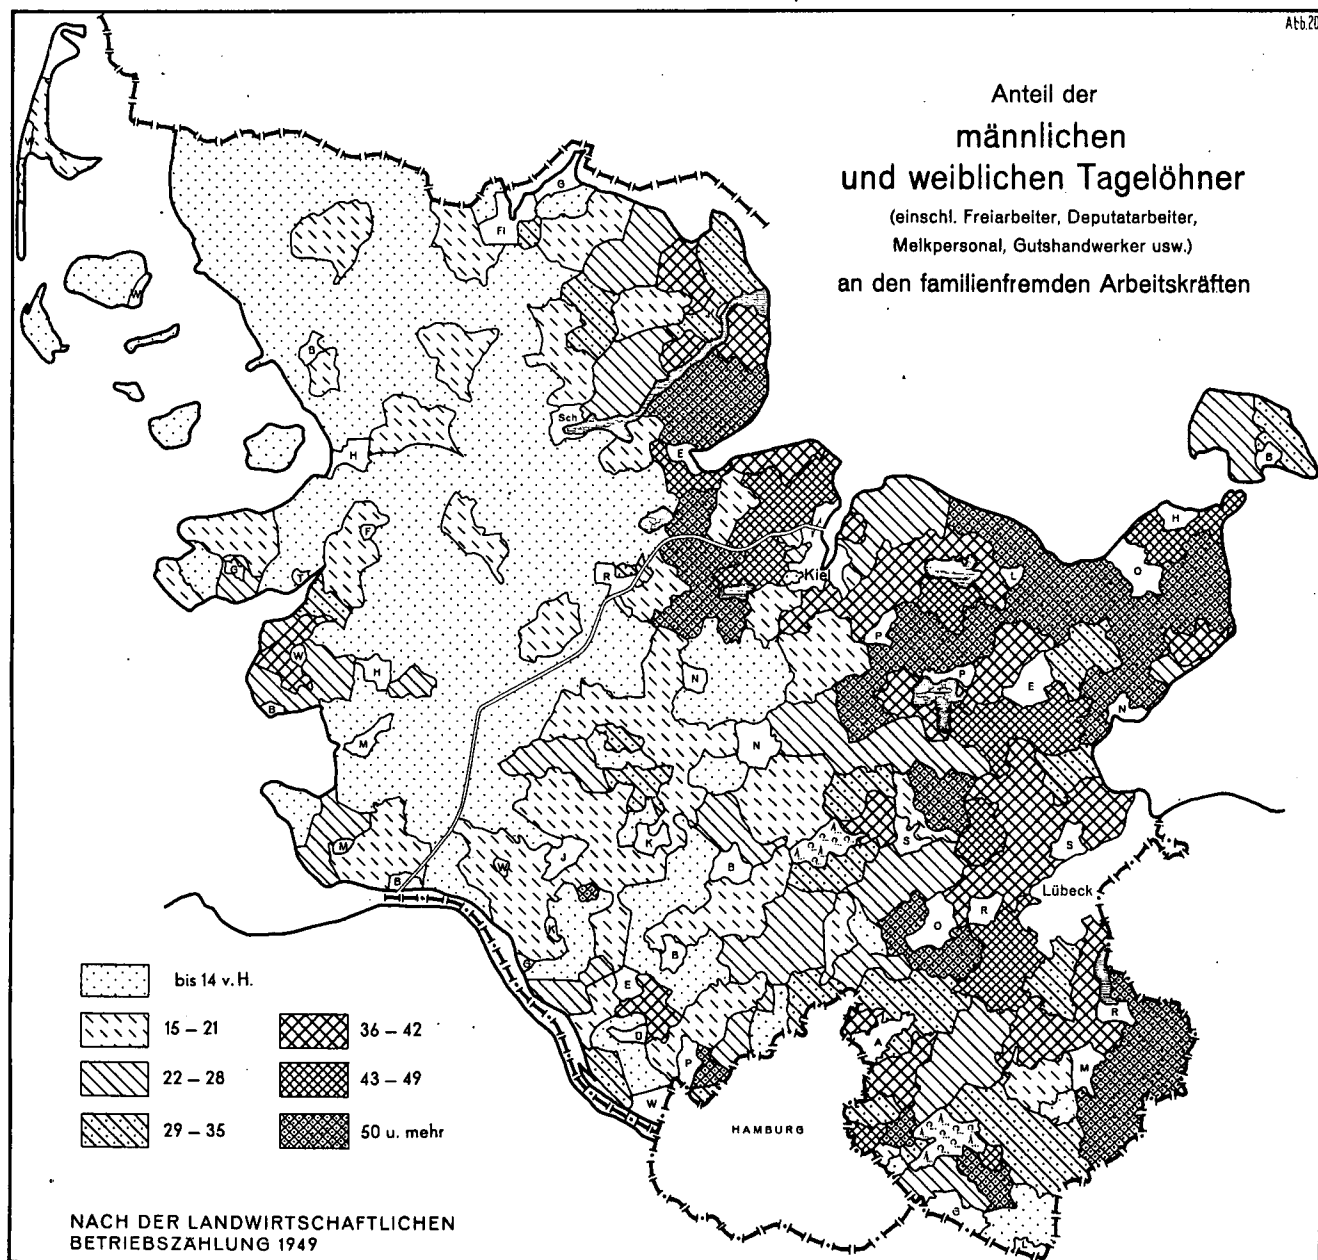 Abb.20
Anteil der
männlichen
und weiblichen Tagelöhner
(einschl. Freiarbeiter, Deputatarbeiter,
Melkpersonal, Gutshandwerker usw.)
an den familienfremden Arbeitskräften
G
Fl
W
B
Sch
H
E
B
F
H
G
T
R
Kiel
L
O
W
H
P
P
E
N
B
M
N
N
M
W
J
K
B
S
S
B
Lübeck
K
O
R
G
B
E
R
U
A
P
M
W
HAMBURG
G
L
bis 14 v. H.
15 – 21
22 – 28
29 – 35
36 – 42
43 – 49
50 u. mehr
NACH DER LANDWIRTSCHAFTLICHEN
BETRIEBSZÄHLUNG 1949